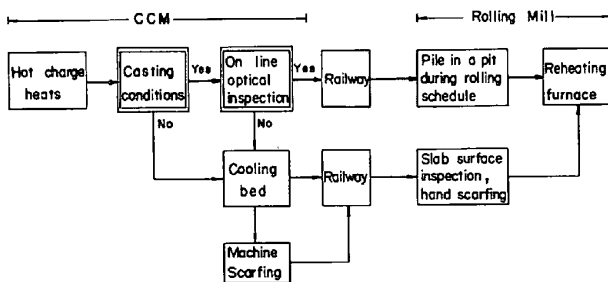 CCM
Rolling Mill
Hot charge
heats
Casting
conditions
Yes
On line
optical
inspection
Yes
Railway
Pile in a pit
during rolling
schedule
Reheating
furnace
No
No
Cooling
bed
Railway
Slab surface
inspection,
hand scarfing
Machine
Scarfing